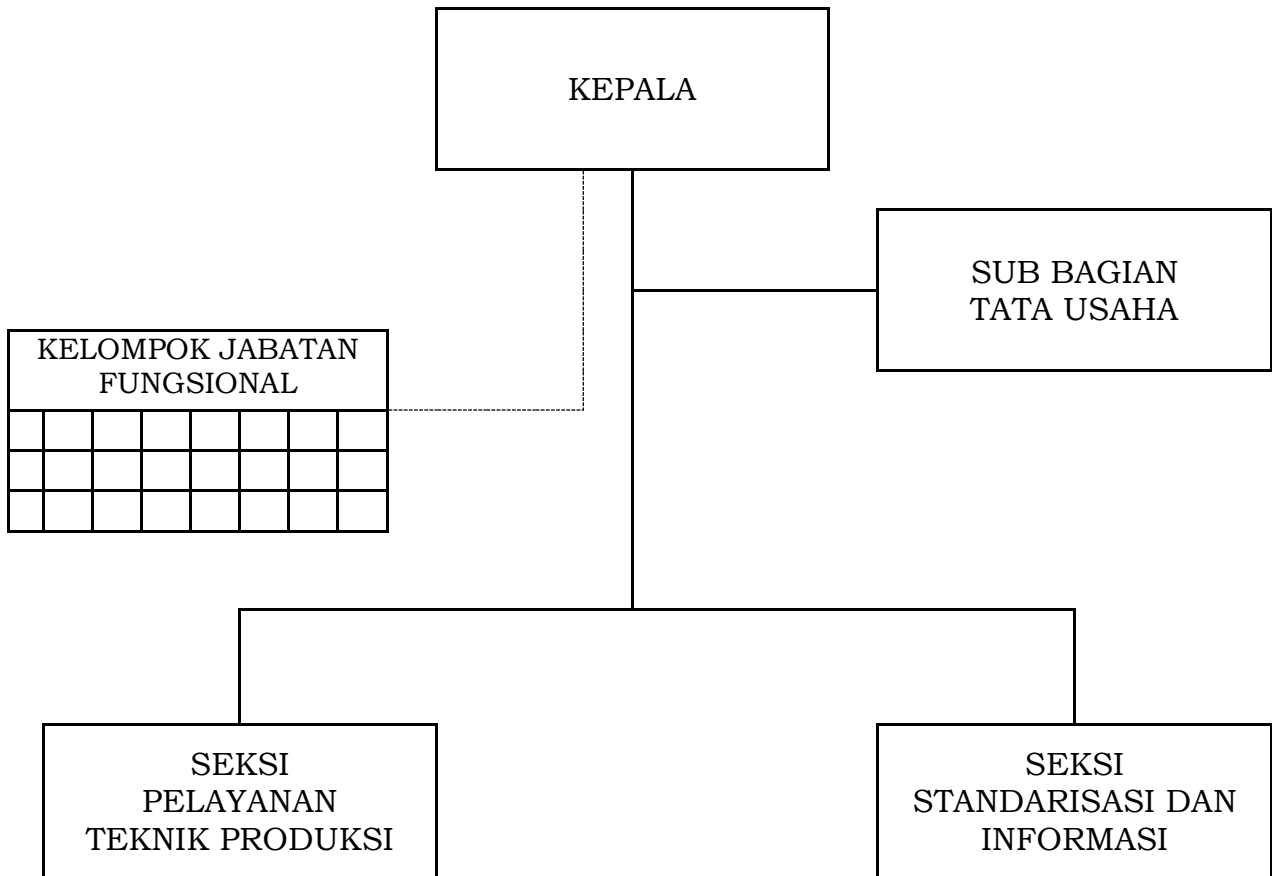 KEPALA
SUB BAGIAN
TATA USAHA
KELOMPOK JABATAN
FUNGSIONAL
SEKSI
PELAYANAN
TEKNIK PRODUKSI
SEKSI
STANDARISASI DAN
INFORMASI